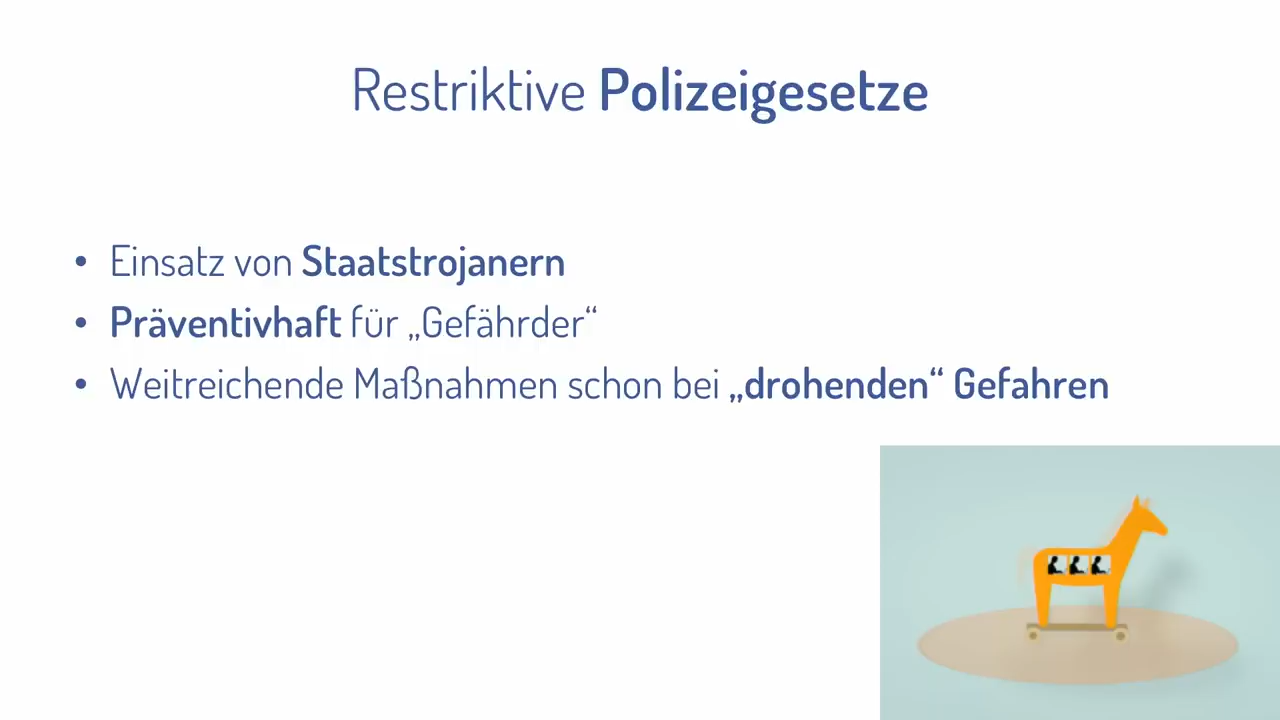 Restriktive Polizeigesetze
• Einsatz von Staatstrojanern
• Präventivhaft für „Gefährder“
• Weitreichende Maßnahmen schon bei „drohenden“ Gefahren